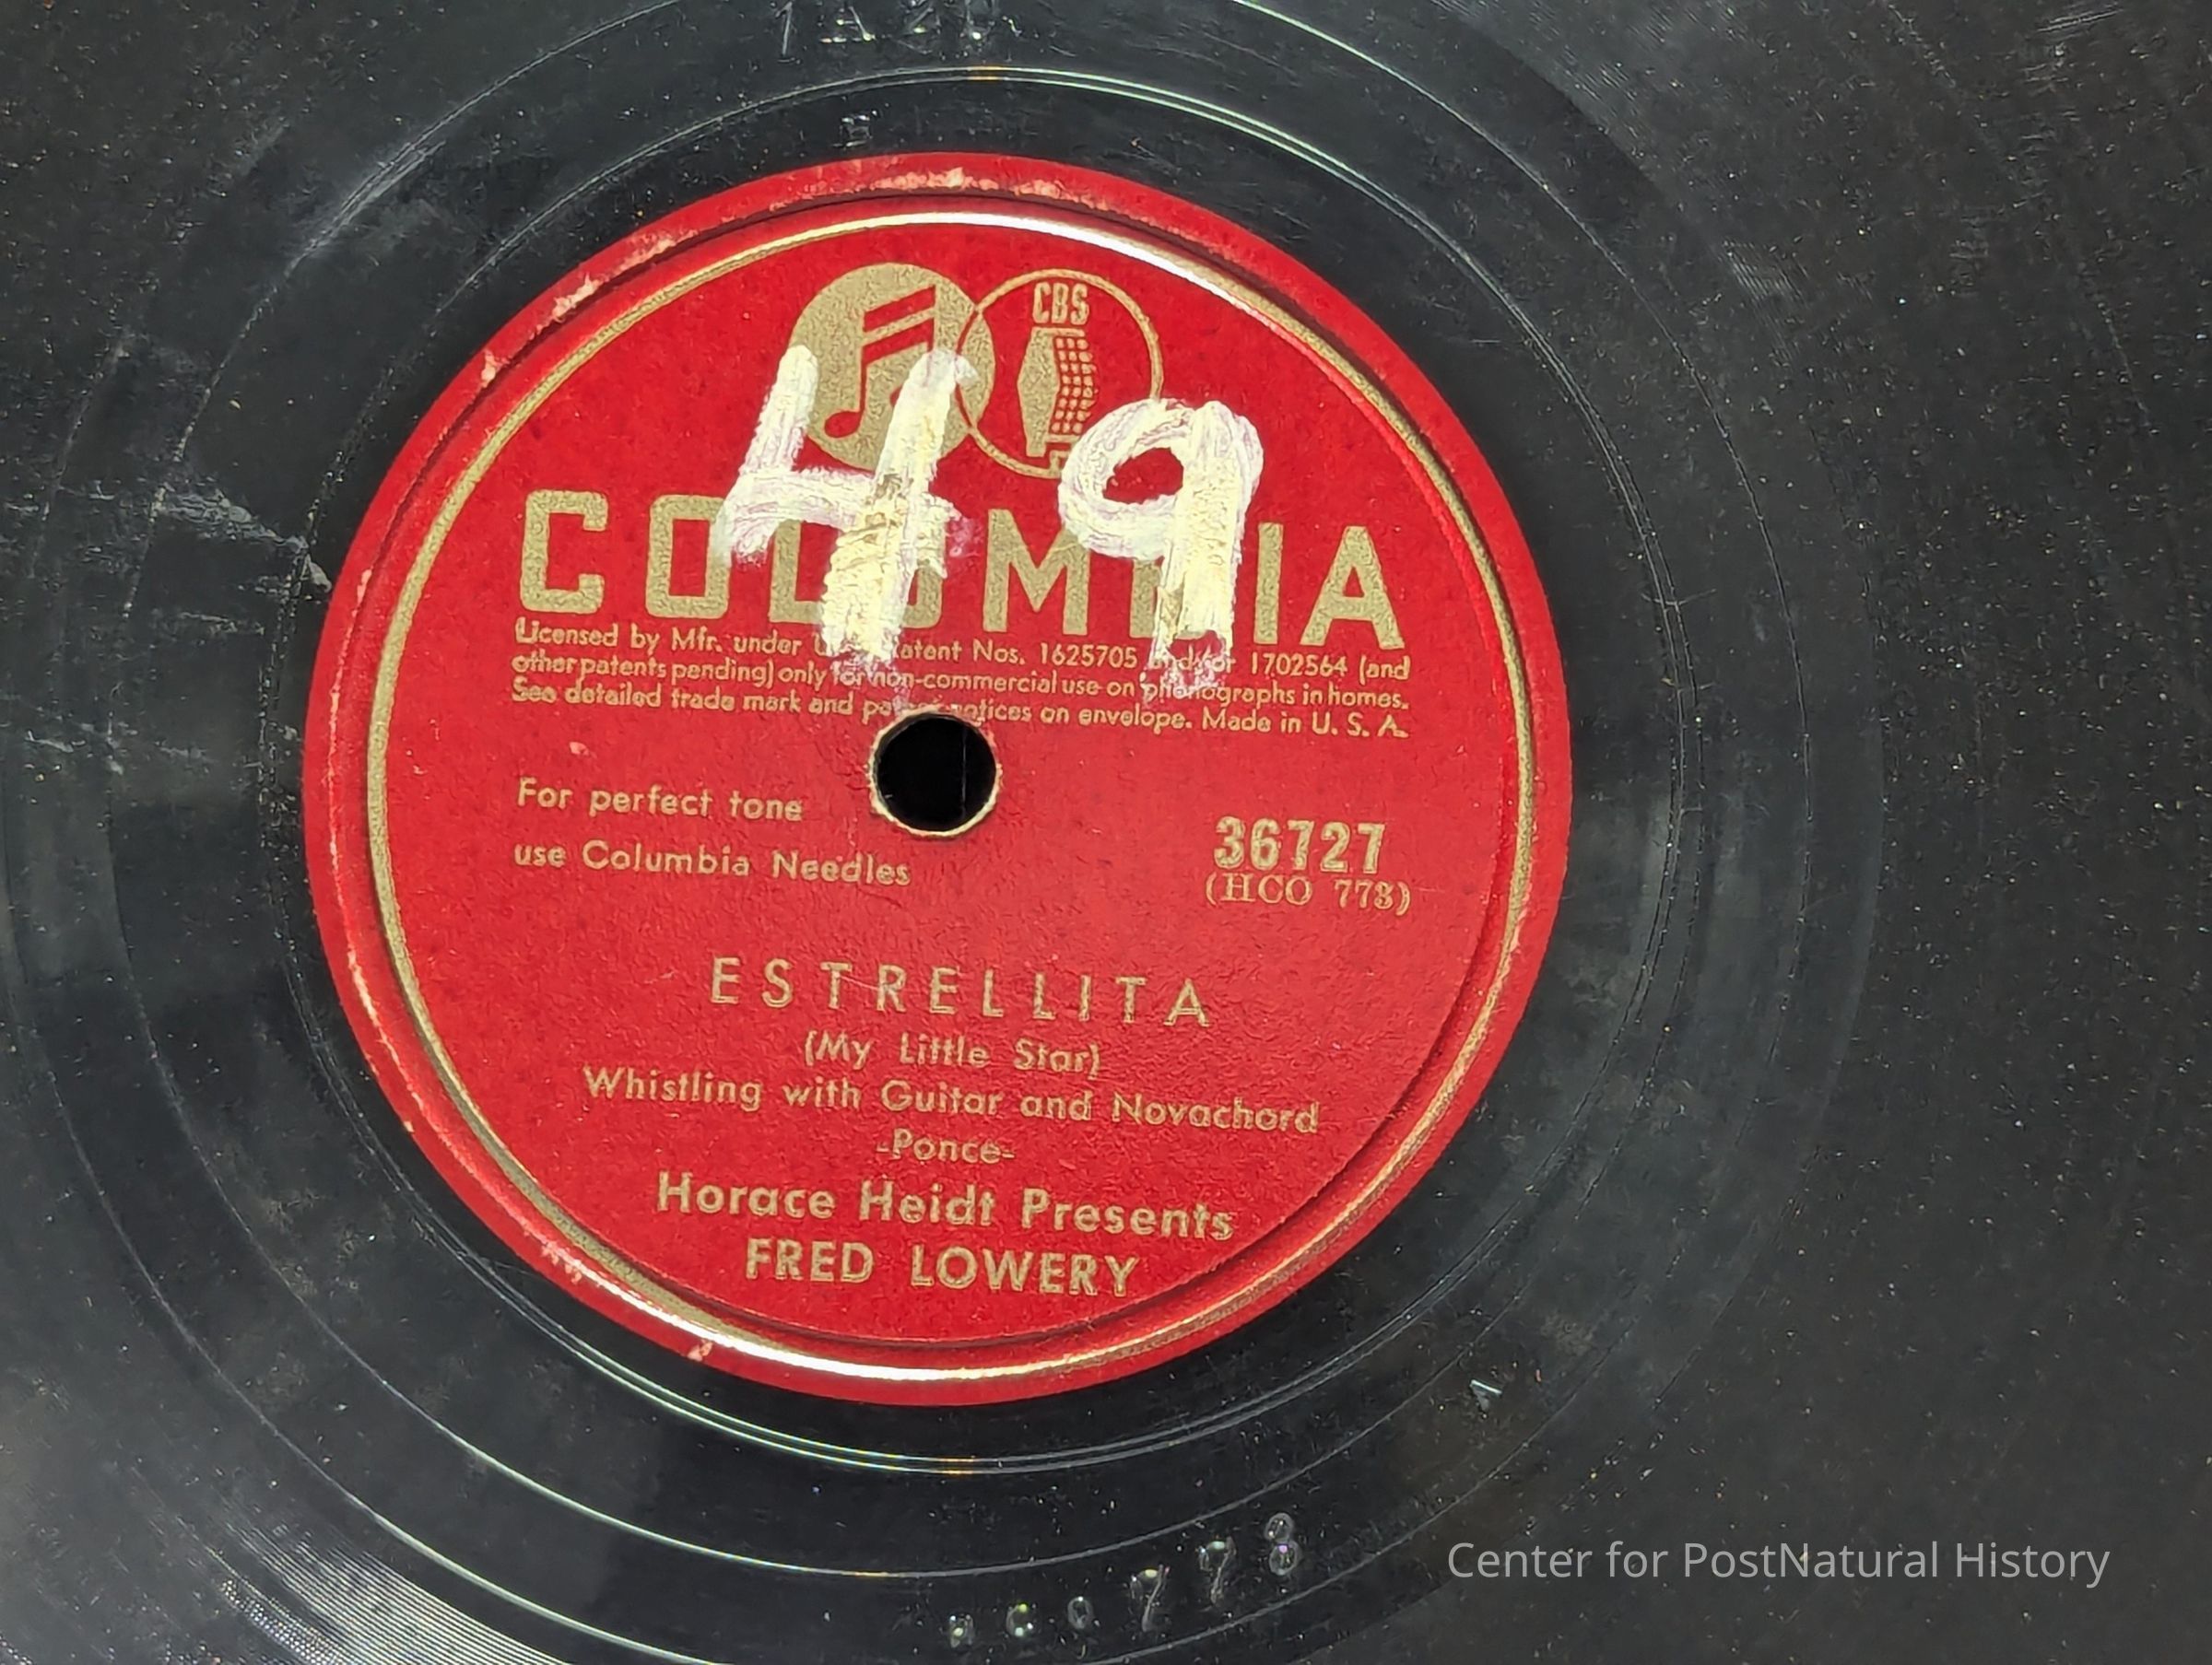 CBS
49
COLUMBIA
Licensed by Mfr. under U.S. Patent Nos. 1625705 and/or 1702564 (and
other patents pending) only for non-commercial use on phonographs in homes.
See detailed trade mark and patent notices on envelope. Made in U. S. A.
For perfect tone
use Columbia Needles
36727
(HCO 778)
ESTRELLITA
(My Little Star)
Whistling with Guitar and Novachord
-Ponce-
Horace Heidt Presents
FRED LOWERY
HCO 778
Center for PostNatural History